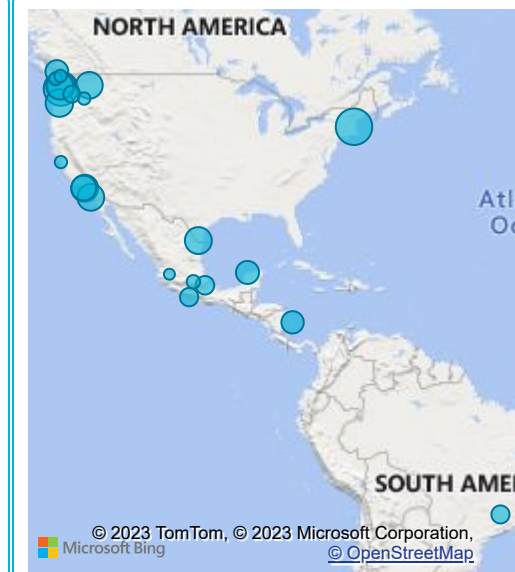 NORTH AMERICA
Atl
Oc
SOUTH AMEI
© 2023 TomTom, © 2023 Microsoft Corporation,
Microsoft Bing
© OpenStreetMap